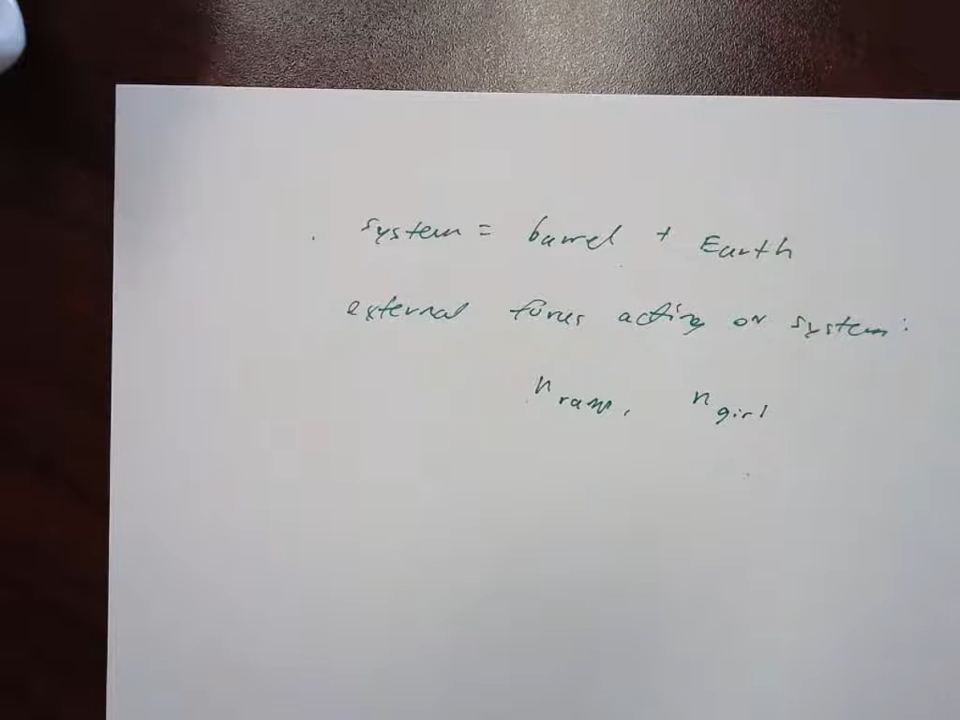 system = barrel + Earth
external forces acting on system:
n ramp, n girl